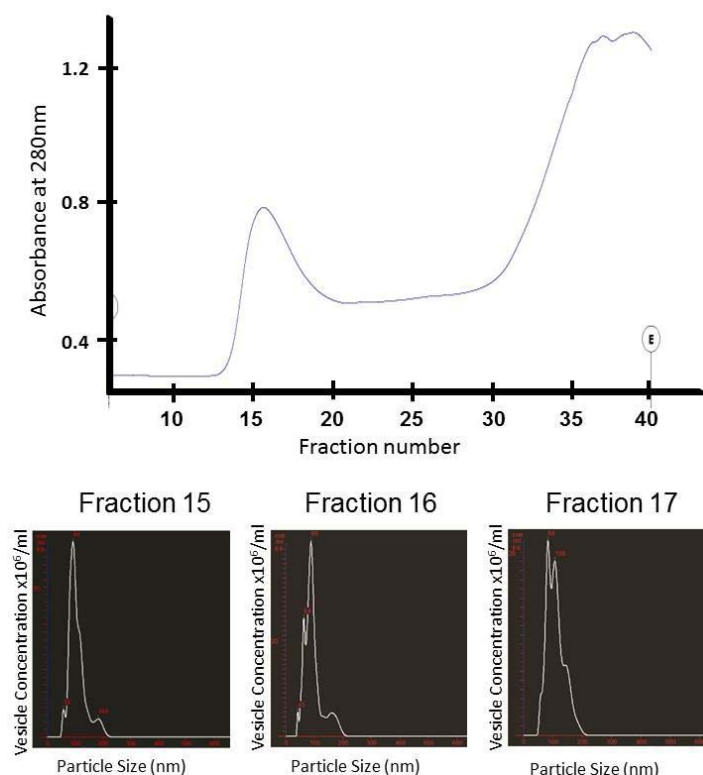 Absorbance at 280nm
1.2
0.8
0.4
E
10 15 20 25 30 35 40
Fraction number
Fraction 15 Fraction 16 Fraction 17
Vesicle Concentration x10⁶/ml Vesicle Concentration x10⁶/ml Vesicle Concentration x10⁶/ml
Particle Size (nm) Particle Size (nm) Particle Size (nm)